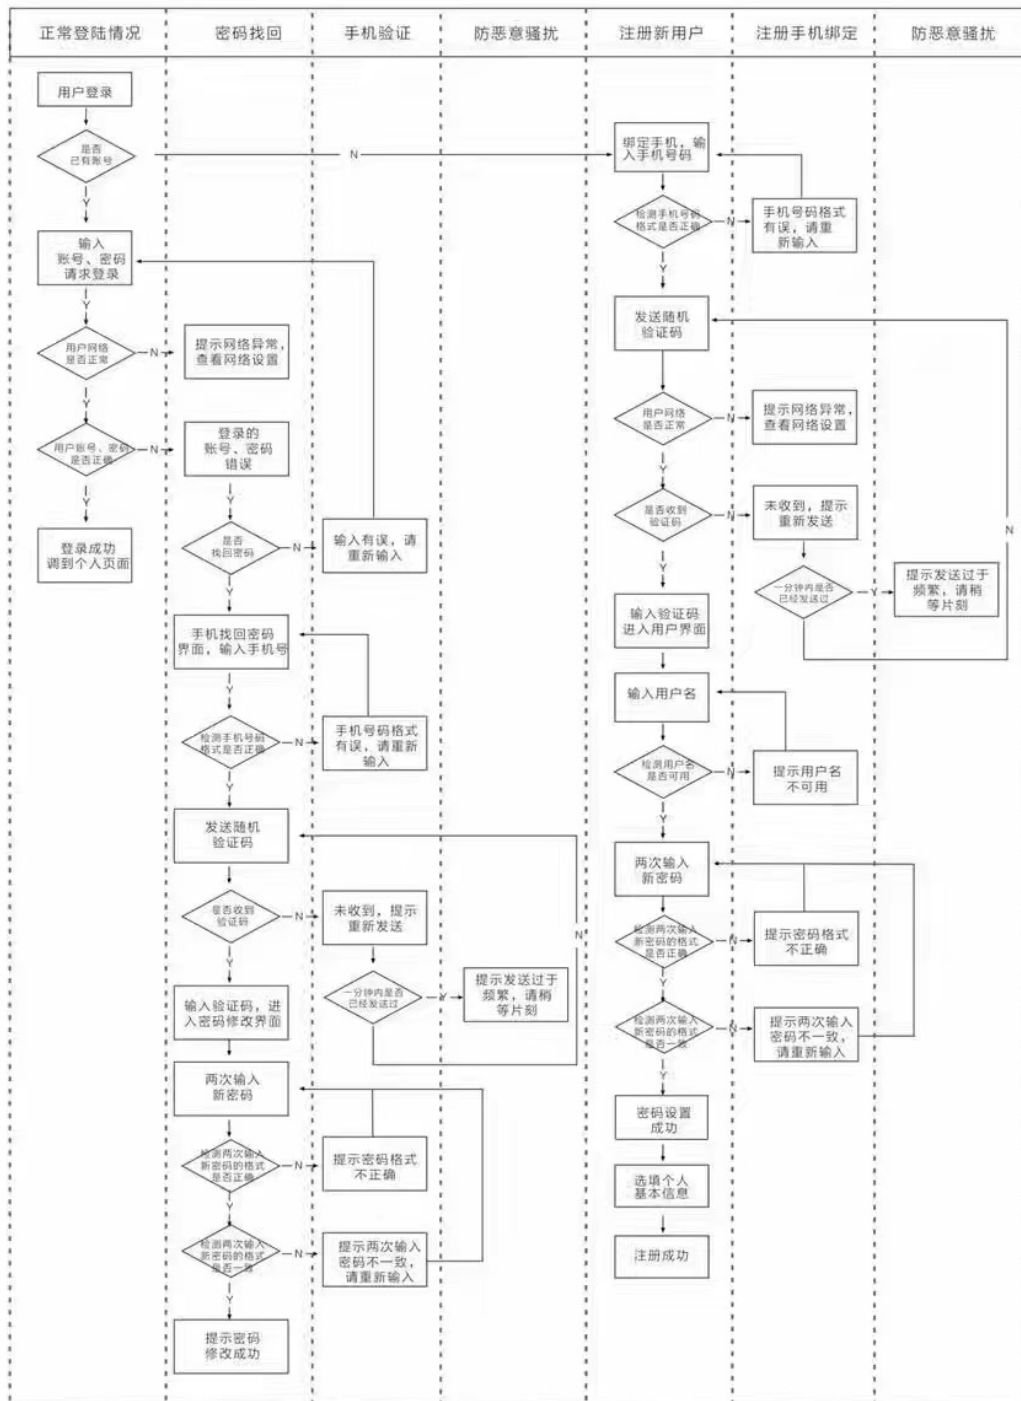 正常登陆情况
密码找回
手机验证
防恶意骚扰
注册新用户
注册手机绑定
防恶意骚扰
用户登录
是否
已有账号
N
Y
输入
账号、密码
请求登录
Y
用户网络
是否正常
N
提示网络异常，
查看网络设置
Y
用户账号、密码
是否正确
N
登录的
账号、密码
错误
Y
登录成功
调到个人页面
Y
是否
找回密码
N
输入有误，请
重新输入
Y
手机找回密码
界面，输入手机号
Y
检测手机号码
格式是否正确
N
手机号码格式
有误，请重新
输入
Y
发送随机
验证码
是否收到
验证码
N
未收到，提示
重新发送
N
Y
一分钟内是否
已经发送过
Y
提示发送过于
频繁，请稍
等片刻
输入验证码，进
入密码修改界面
两次输入
新密码
检测两次输入
新密码的格式
是否正确
N
提示密码格式
不正确
Y
检测两次输入
新密码的格式
是否一致
N
提示两次输入
密码不一致，
请重新输入
Y
提示密码
修改成功
绑定手机，输
入手机号码
检测手机号码
格式是否正确
N
手机号码格式
有误，请重
新输入
Y
发送随机
验证码
用户网络
是否正常
N
提示网络异常，
查看网络设置
Y
是否收到
验证码
N
未收到，提示
重新发送
N
Y
一分钟内是否
已经发送过
Y
提示发送过于
频繁，请稍
等片刻
输入验证码
进入用户界面
输入用户名
检测用户名
是否可用
N
提示用户名
不可用
Y
两次输入
新密码
检测两次输入
新密码的格式
是否正确
N
提示密码格式
不正确
Y
检测两次输入
新密码的格式
是否一致
N
提示两次输入
密码不一致，
请重新输入
Y
密码设置
成功
选填个人
基本信息
注册成功